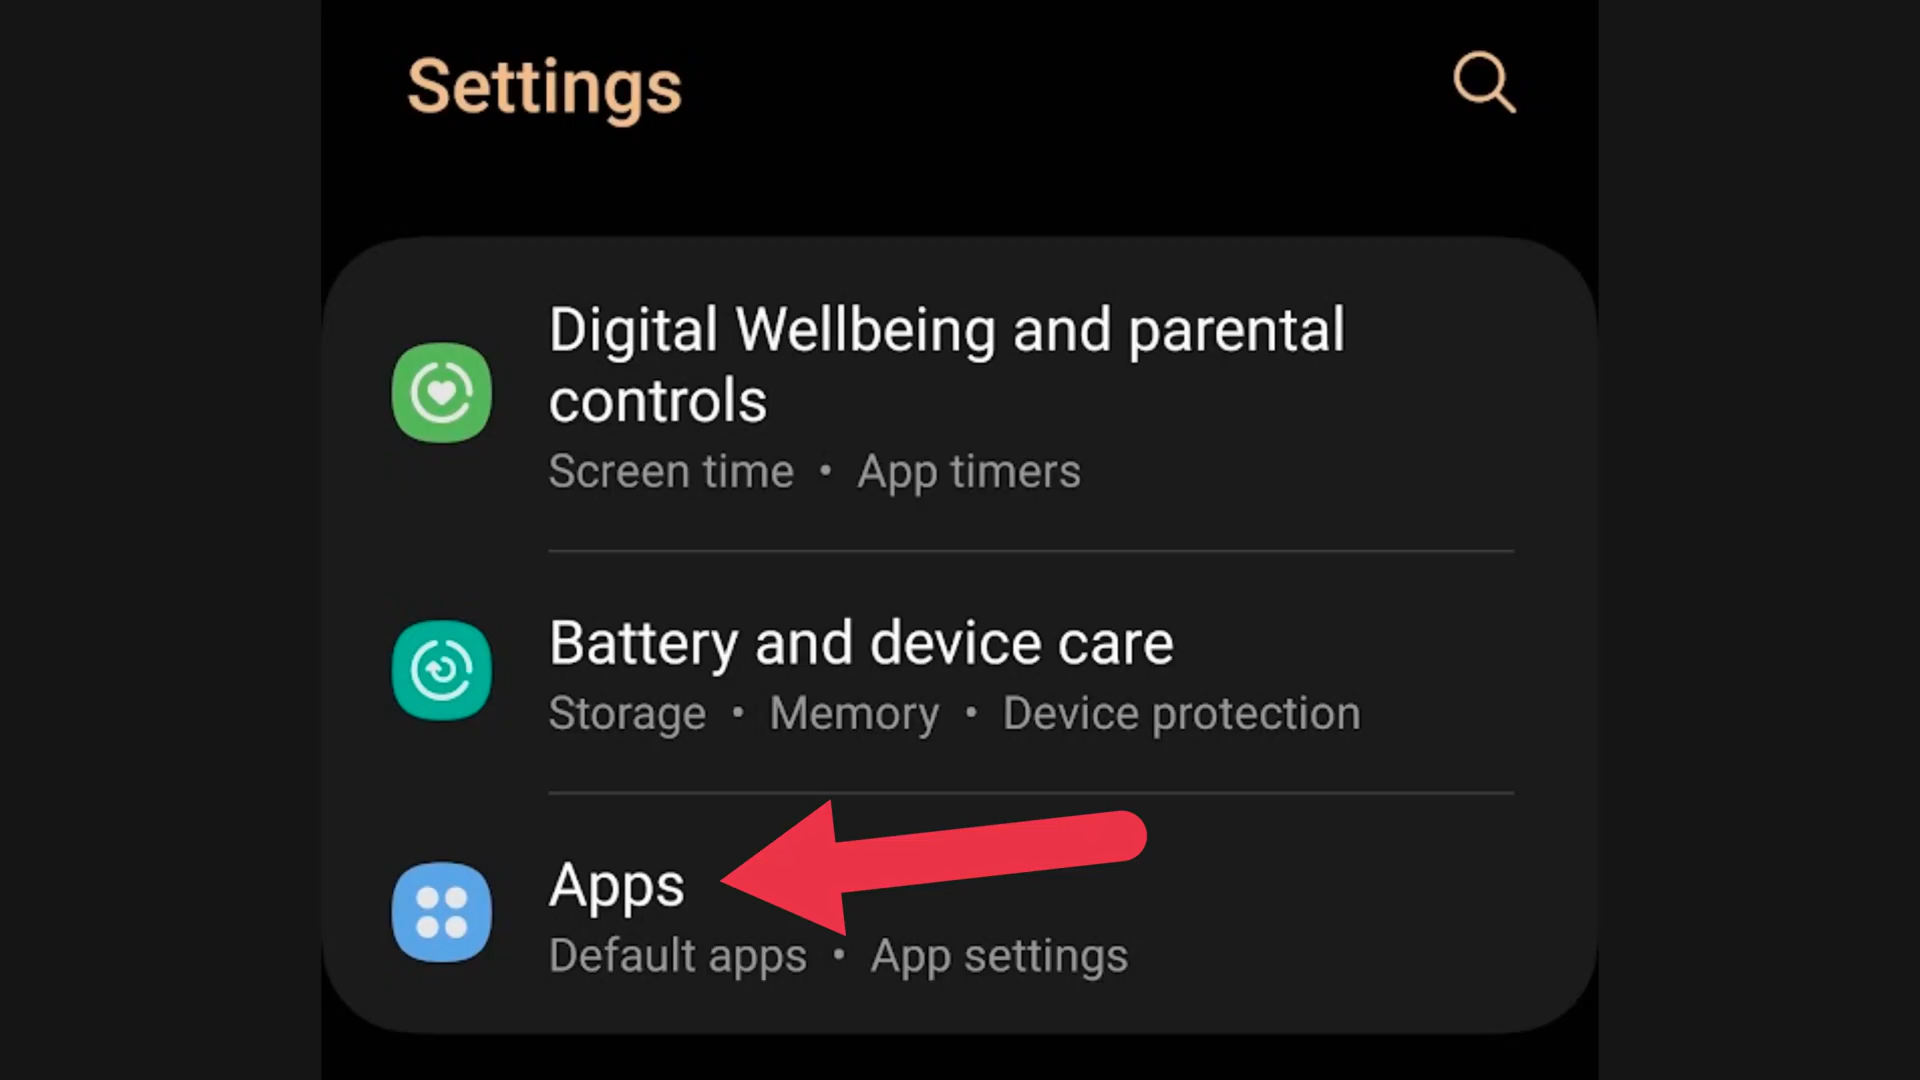 Settings
Digital Wellbeing and parental
controls
Screen time • App timers
Battery and device care
Storage • Memory • Device protection
Apps
Default apps • App settings